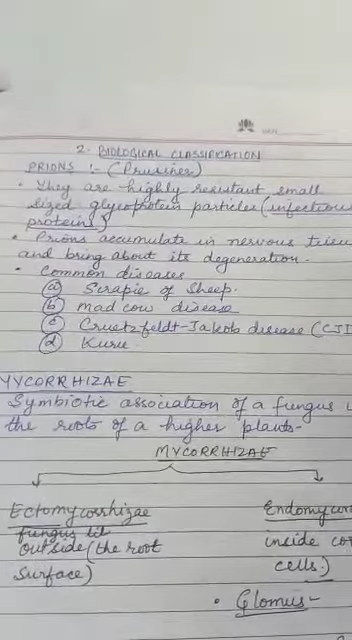 DATE
2. BIOLOGICAL CLASSIFICATION
PRIONS :- (Prusiner)
• They are highly resistant small
sized glycoprotein particles (infectious
proteins)
• Prions accumulate in nervous tissue
and bring about its degeneration.
• Common diseases
(a) Scrapie of Sheep.
(b) mad cow disease
(c) Cruetzfeldt-Jakob disease (CJD
(d) Kuru.
MYCORRHIZAE
Symbiotic association of a fungus
the roots of a higher plants.
MYCORRHIZAE
Ectomycorrhizae Endomycor
fungus
outside (the root inside
Surface) cells.)
• Glomus -